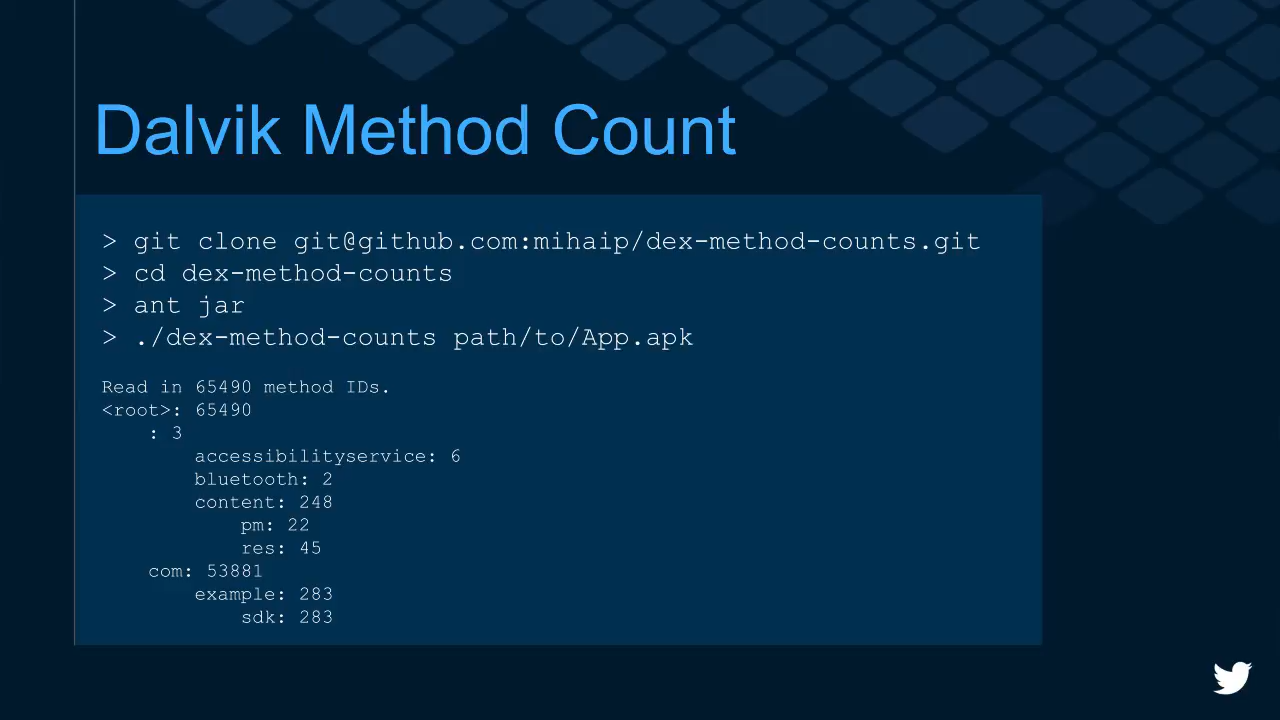 Dalvik Method Count
> git clone git@github.com:mihaip/dex-method-counts.git
> cd dex-method-counts
> ant jar
> ./dex-method-counts path/to/App.apk
Read in 65490 method IDs.
<root>: 65490
    : 3
        accessibilityservice: 6
        bluetooth: 2
        content: 248
            pm: 22
            res: 45
    com: 53881
        example: 283
            sdk: 283